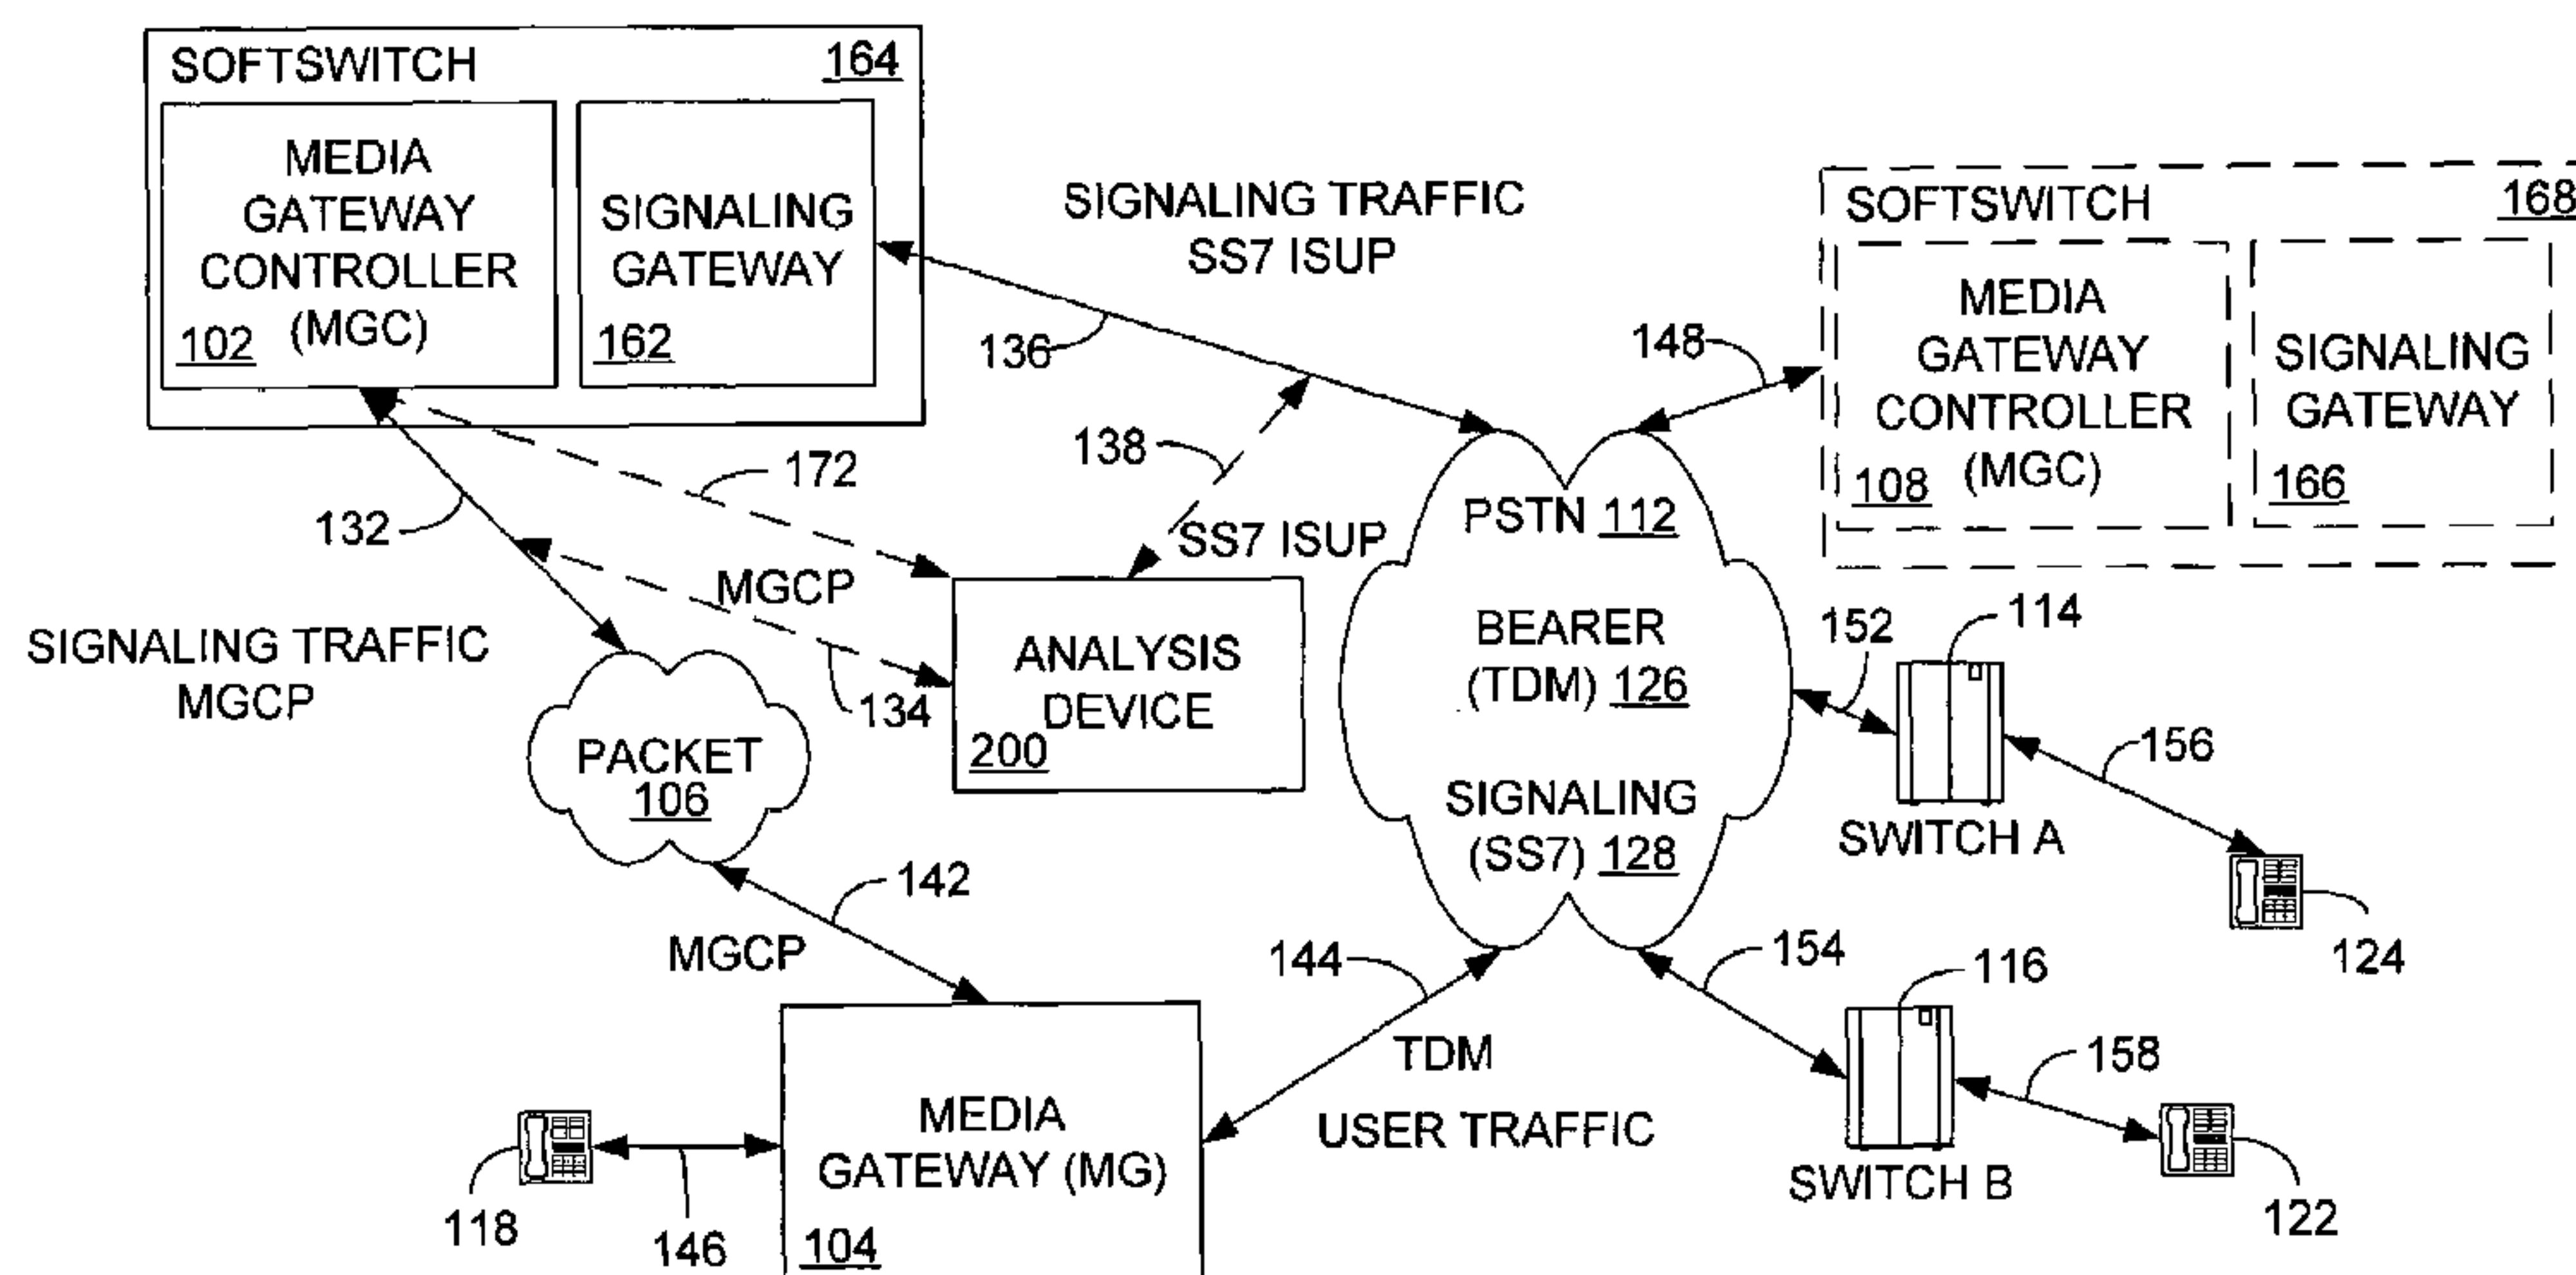 SOFTSWITCH 164
MEDIA
GATEWAY
CONTROLLER
(MGC)
102
SIGNALING
GATEWAY
162
SIGNALING TRAFFIC
SS7 ISUP
136
148
SOFTSWITCH 168
MEDIA
GATEWAY
CONTROLLER
(MGC)
108
SIGNALING
GATEWAY
166
138
172
132
SS7 ISUP
MGCP
134
SIGNALING TRAFFIC
MGCP
PACKET
106
ANALYSIS
DEVICE
200
PSTN 112
BEARER
(TDM) 126
SIGNALING
(SS7) 128
152
114
156
SWITCH A
124
142
MGCP
144
154
116
TDM
USER TRAFFIC
158
SWITCH B
122
MEDIA
GATEWAY (MG)
104
118
146